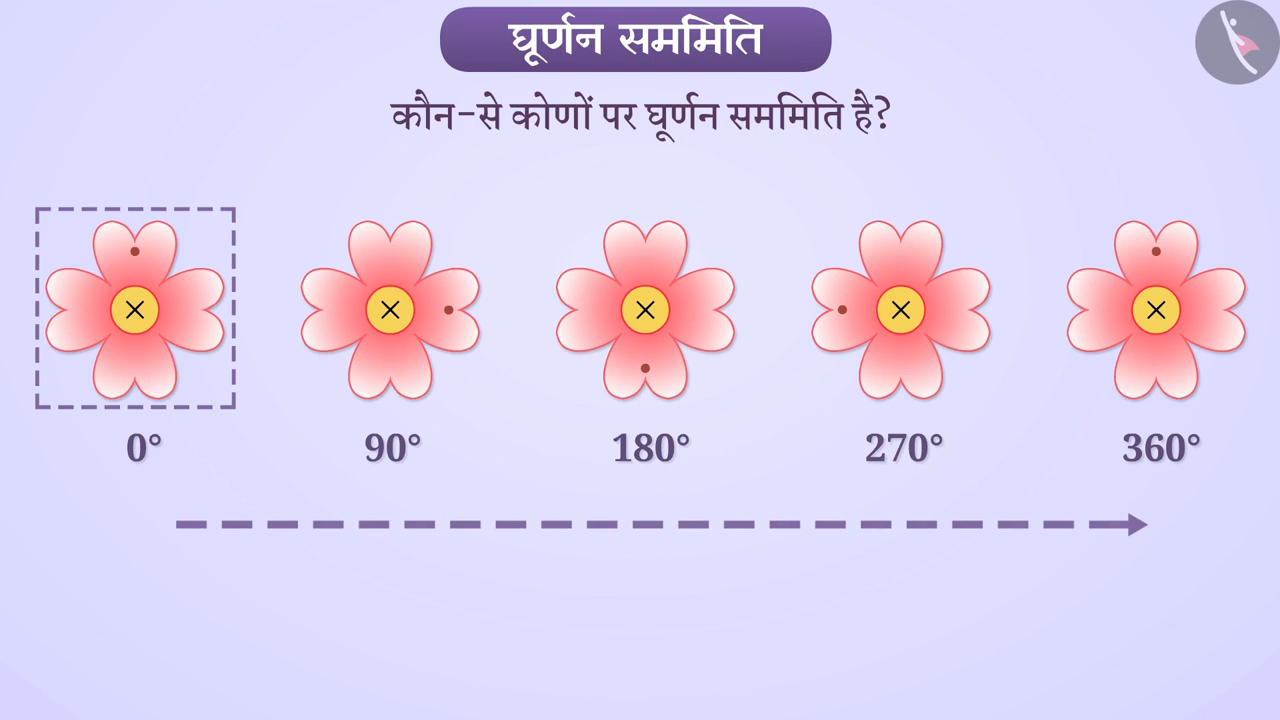 घूर्णन सममिति
कौन-से कोणों पर घूर्णन सममिति है?
0° 90° 180° 270° 360°